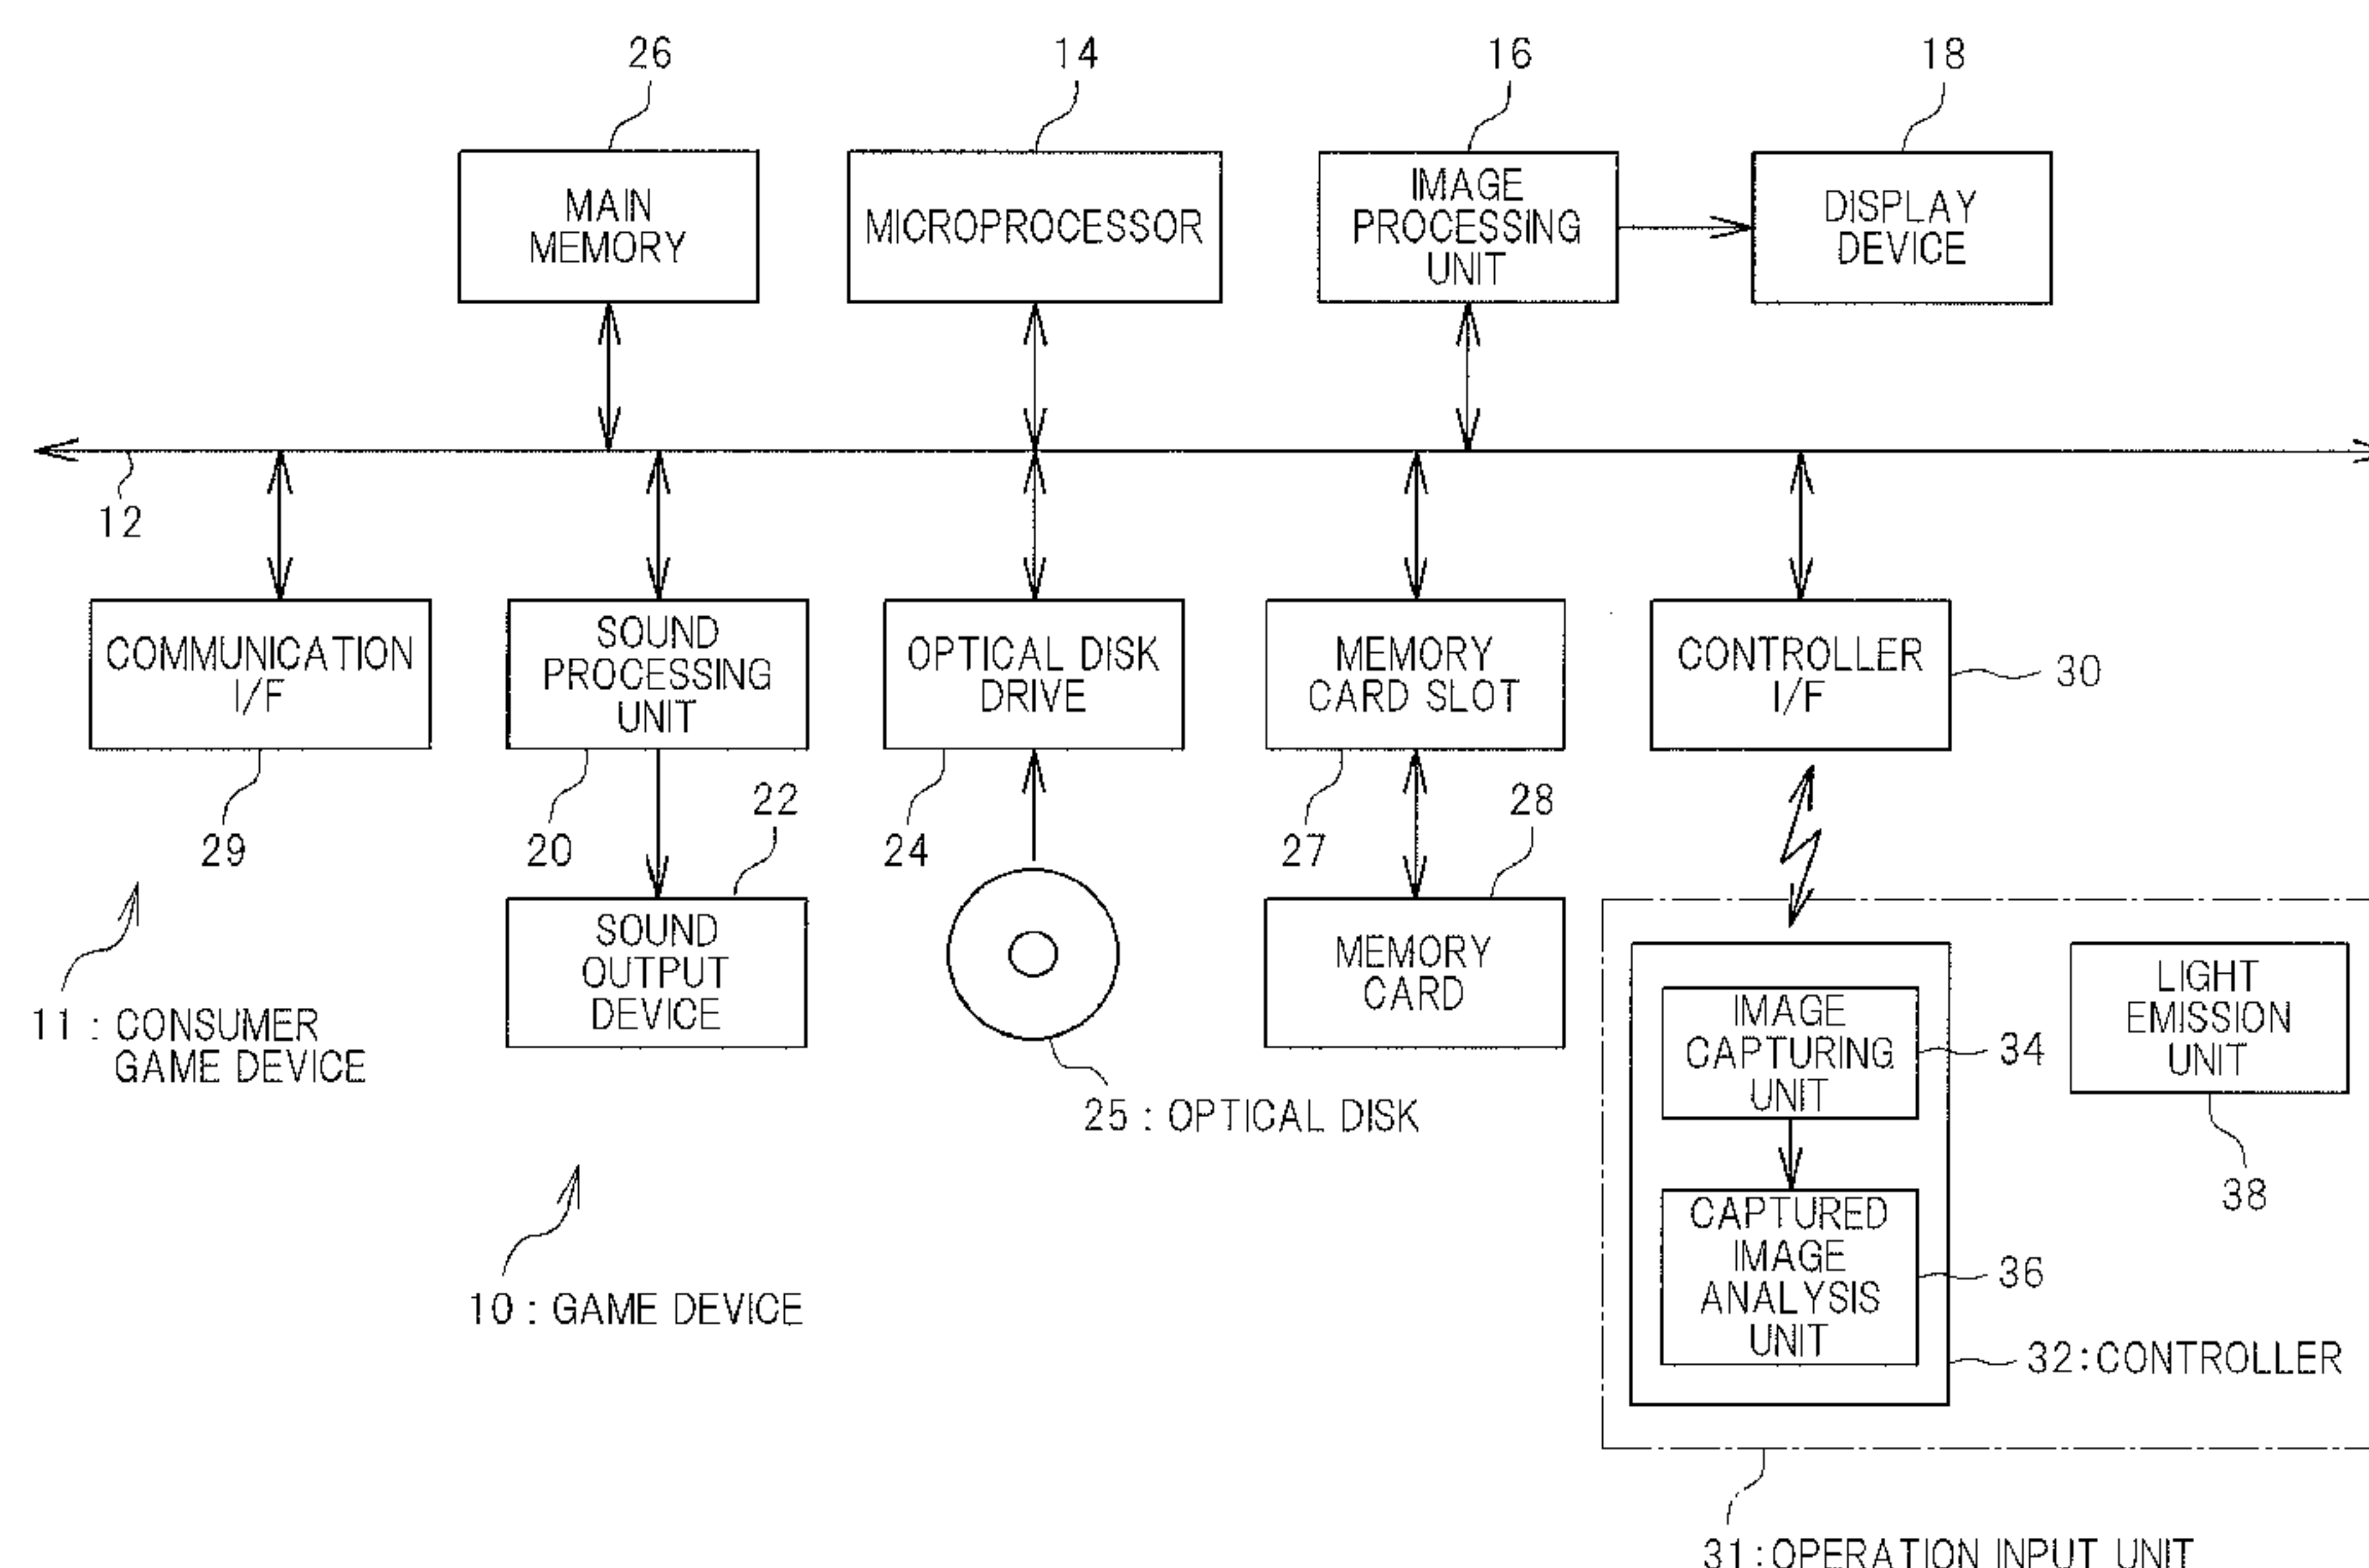 26
14
16
18
MAIN
MEMORY
MICROPROCESSOR
IMAGE
PROCESSING
UNIT
DISPLAY
DEVICE
12
COMMUNICATION
I/F
SOUND
PROCESSING
UNIT
OPTICAL DISK
DRIVE
MEMORY
CARD SLOT
CONTROLLER
I/F
30
29
20
22
24
27
28
SOUND
OUTPUT
DEVICE
MEMORY
CARD
11 : CONSUMER
GAME DEVICE
25 : OPTICAL DISK
IMAGE
CAPTURING
UNIT
34
LIGHT
EMISSION
UNIT
38
CAPTURED
IMAGE
ANALYSIS
UNIT
36
10 : GAME DEVICE
32:CONTROLLER
31:OPERATION INPUT UNIT